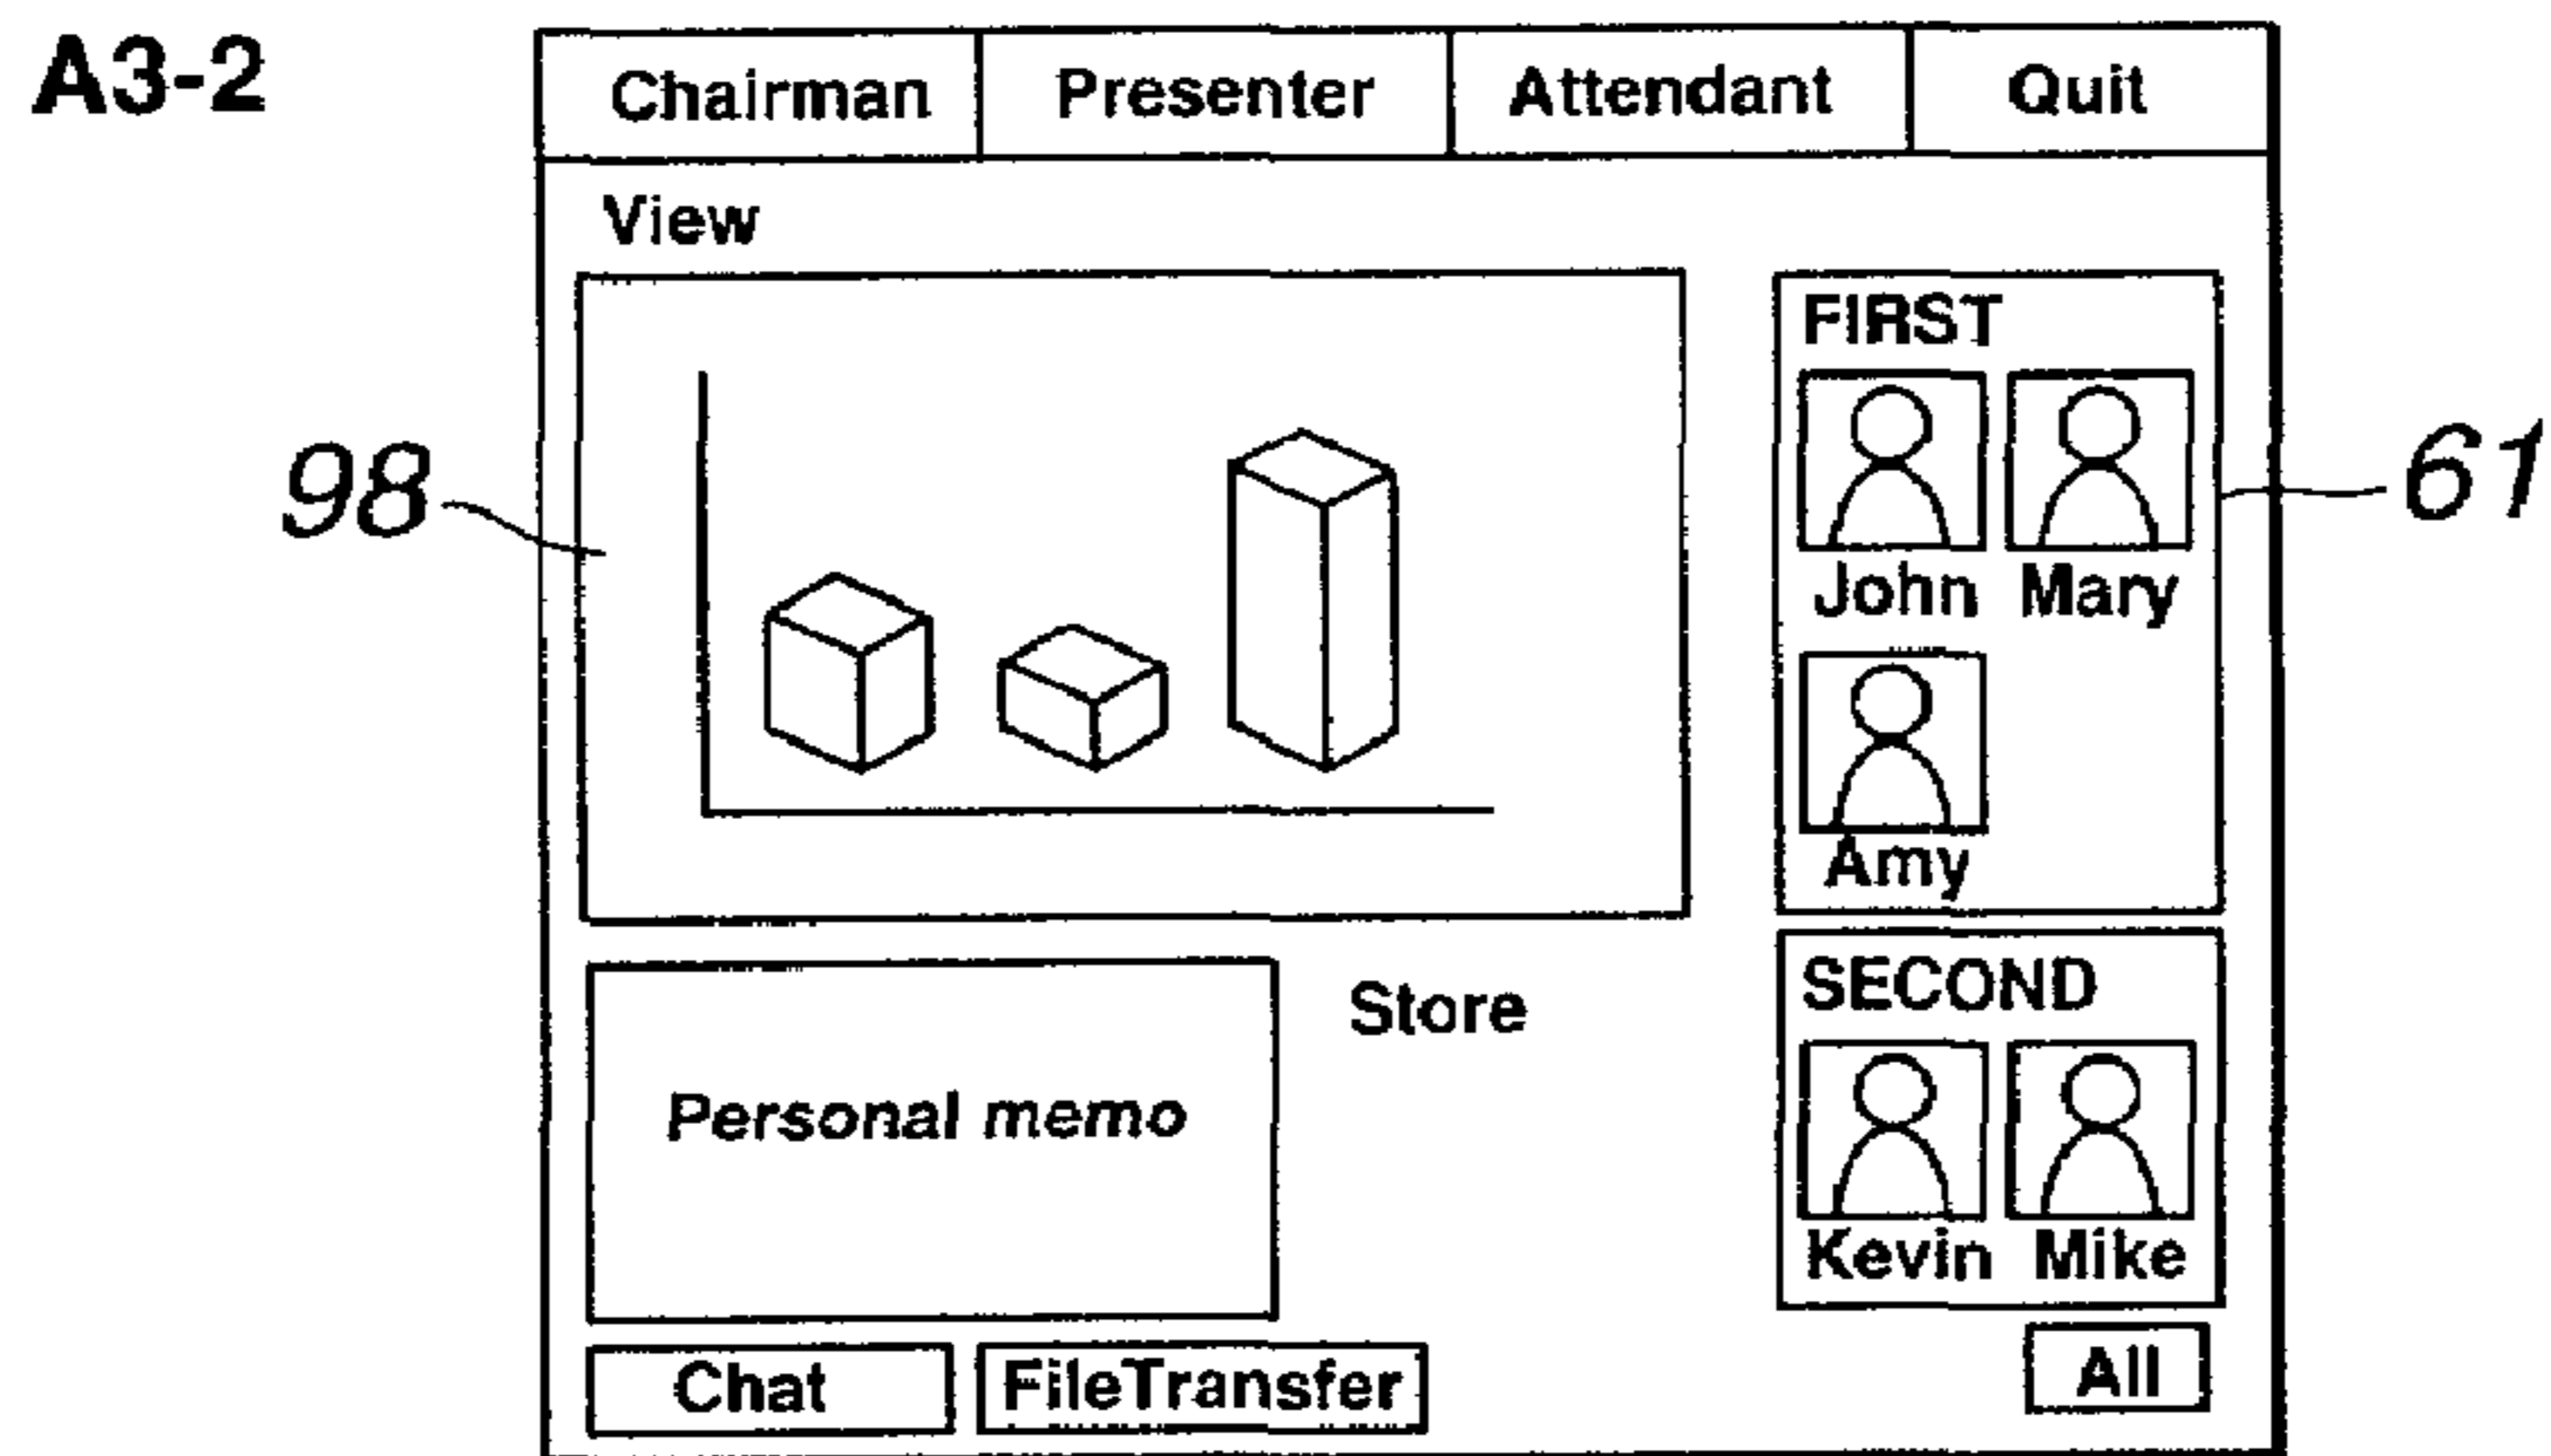 A3-2
Chairman Presenter Attendant Quit
View
98
FIRST
61
John Mary
Amy
SECOND
Store
Personal memo
Kevin Mike
Chat FileTransfer All